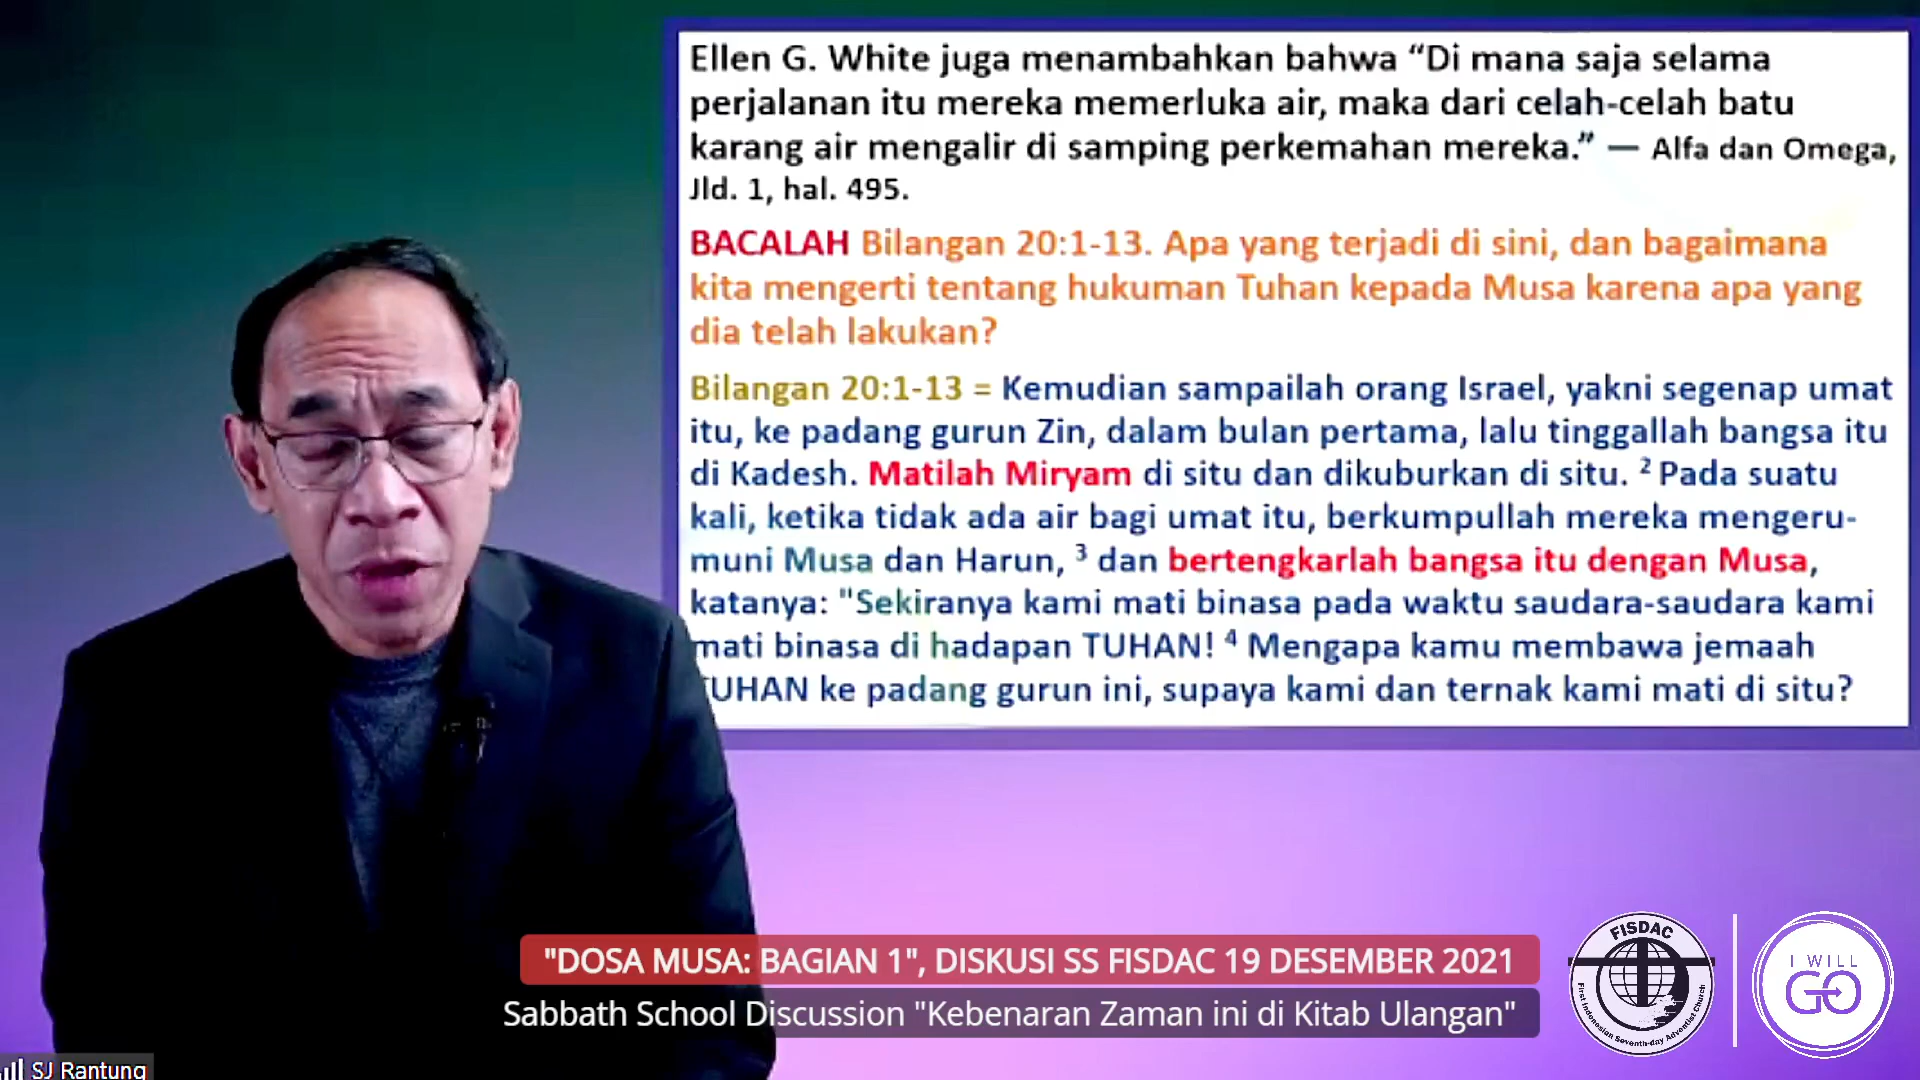 Ellen G. White juga menambahkan bahwa “Di mana saja selama
perjalanan itu mereka memerluka air, maka dari celah-celah batu
karang air mengalir di samping perkemahan mereka.” — Alfa dan Omega,
Jld. 1, hal. 495.
BACALAH Bilangan 20:1-13. Apa yang terjadi di sini, dan bagaimana
kita mengerti tentang hukuman Tuhan kepada Musa karena apa yang
dia telah lakukan?
Bilangan 20:1-13 = Kemudian sampailah orang Israel, yakni segenap umat
itu, ke padang gurun Zin, dalam bulan pertama, lalu tinggallah bangsa itu
di Kadesh. Matilah Miryam di situ dan dikuburkan di situ. ² Pada suatu
kali, ketika tidak ada air bagi umat itu, berkumpullah mereka mengeru-
muni Musa dan Harun, ³ dan bertengkarlah bangsa itu dengan Musa,
katanya: "Sekiranya kami mati binasa pada waktu saudara-saudara kami
mati binasa di hadapan TUHAN! ⁴ Mengapa kamu membawa jemaah
TUHAN ke padang gurun ini, supaya kami dan ternak kami mati di situ?
"DOSA MUSA: BAGIAN 1", DISKUSI SS FISDAC 19 DESEMBER 2021
Sabbath School Discussion "Kebenaran Zaman ini di Kitab Ulangan"
FISDAC
First Indonesian Seventh-day Adventist Church
I WILL
GO
SJ Rantung